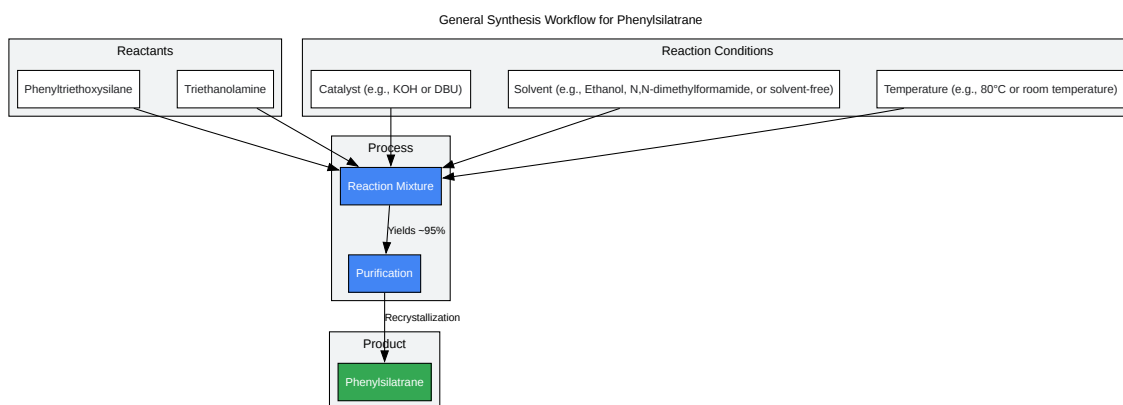 General Synthesis Workflow for Phenylsilatrane
Reactants
Reaction Conditions
Phenyltriethoxysilane
Triethanolamine
Catalyst (e.g., KOH or DBU)
Solvent (e.g., Ethanol, N,N-dimethylformamide, or solvent-free)
Temperature (e.g., 80°C or room temperature)
Process
Reaction Mixture
Yields ~95%
Purification
Recrystallization
Product
Phenylsilatrane